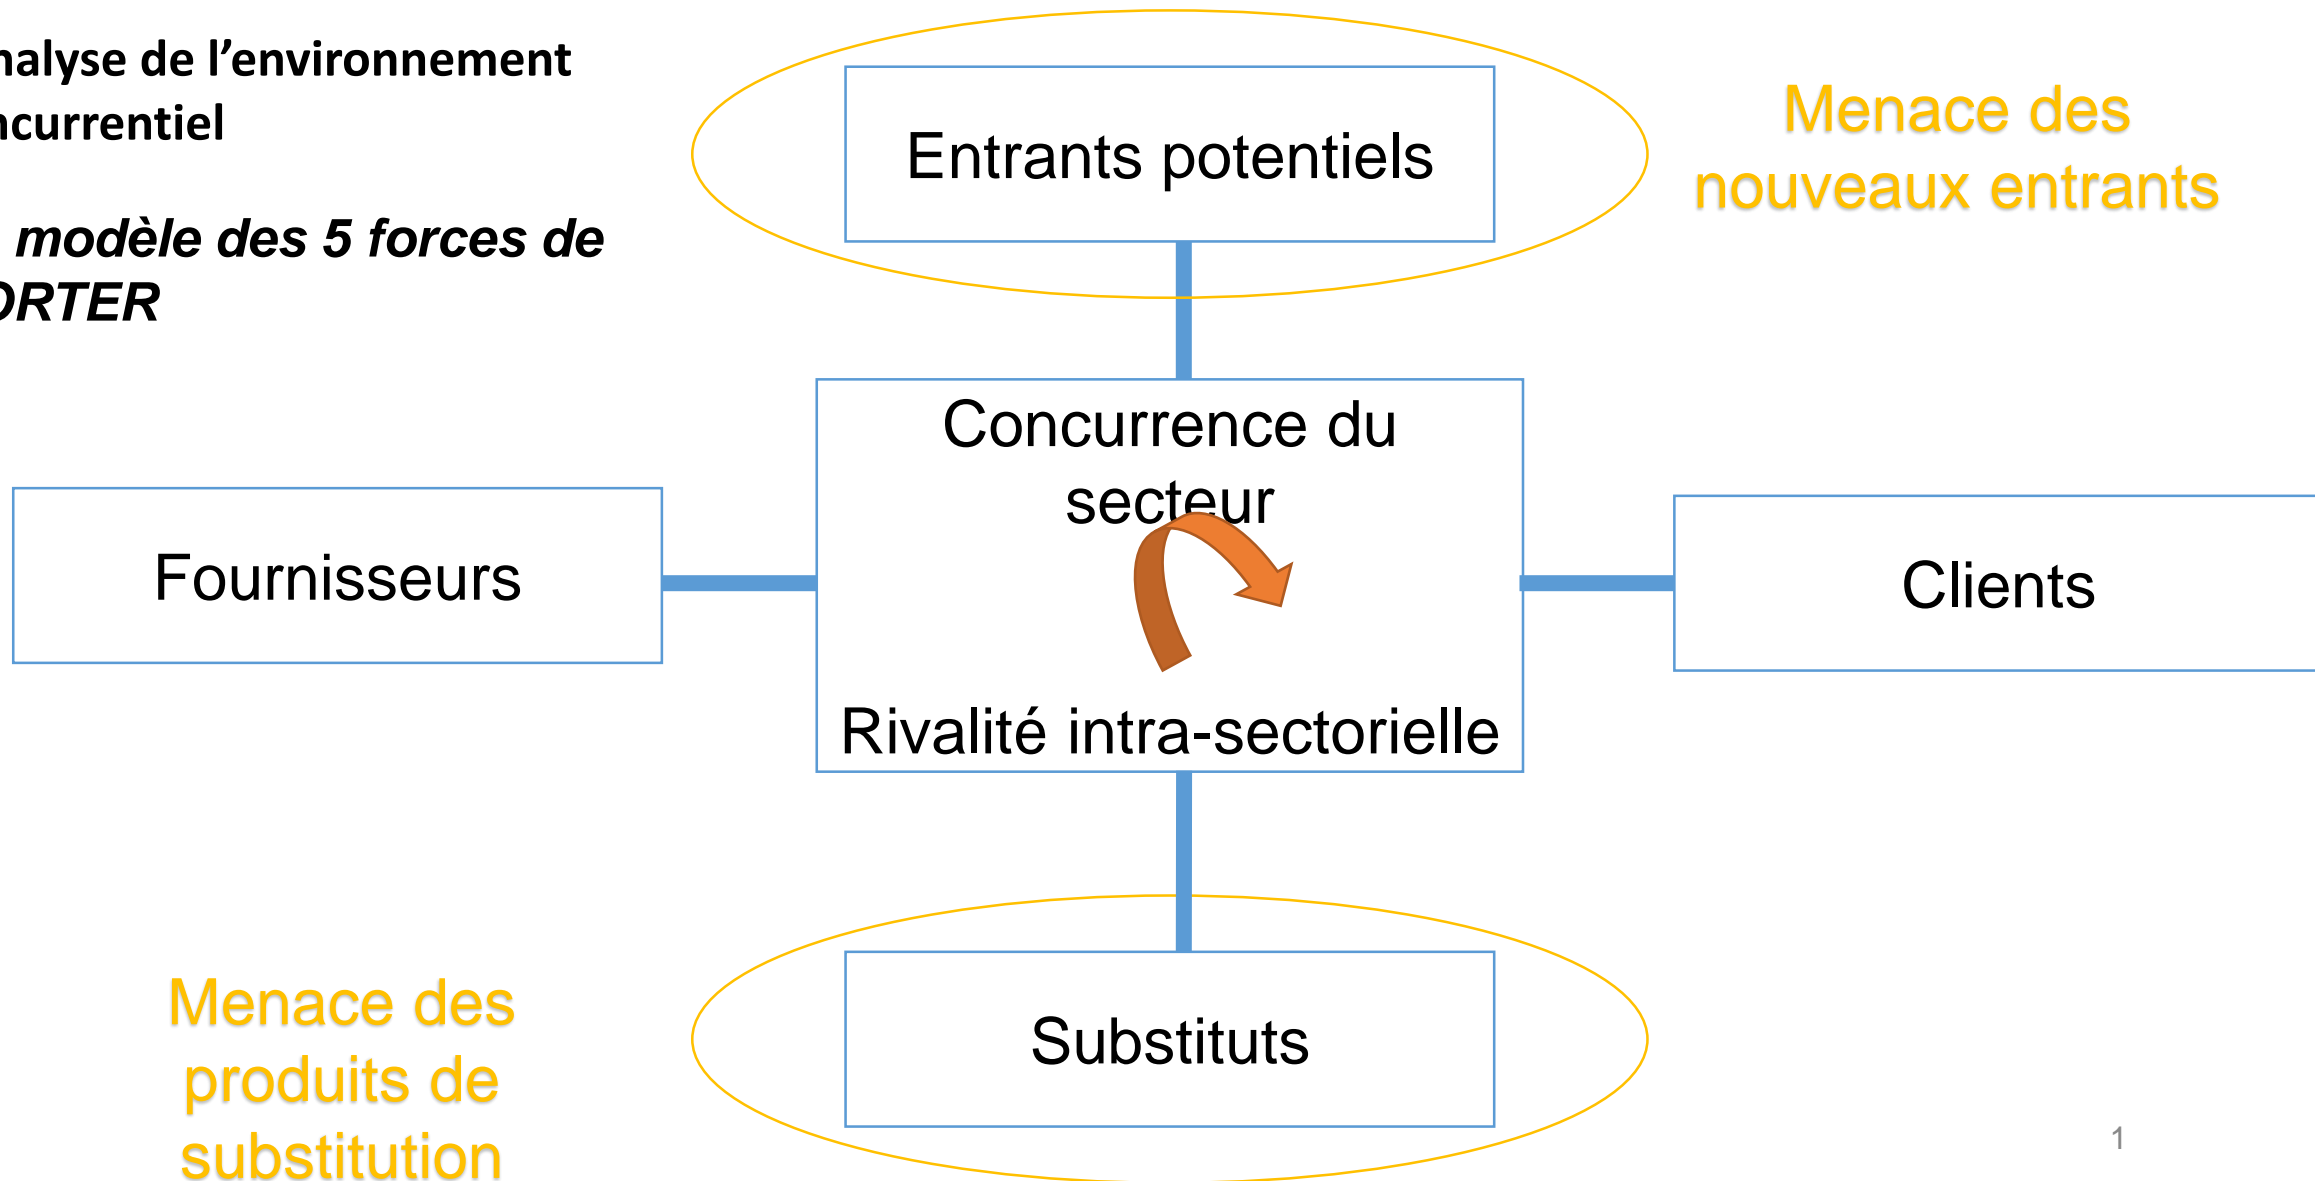 nalyse de l’environnement
ncurrentiel
modèle des 5 forces de
ORTER
Entrants potentiels
Menace des
nouveaux entrants
Concurrence du
secteur
Rivalité intra-sectorielle
Fournisseurs
Clients
Menace des
produits de
substitution
Substituts
1